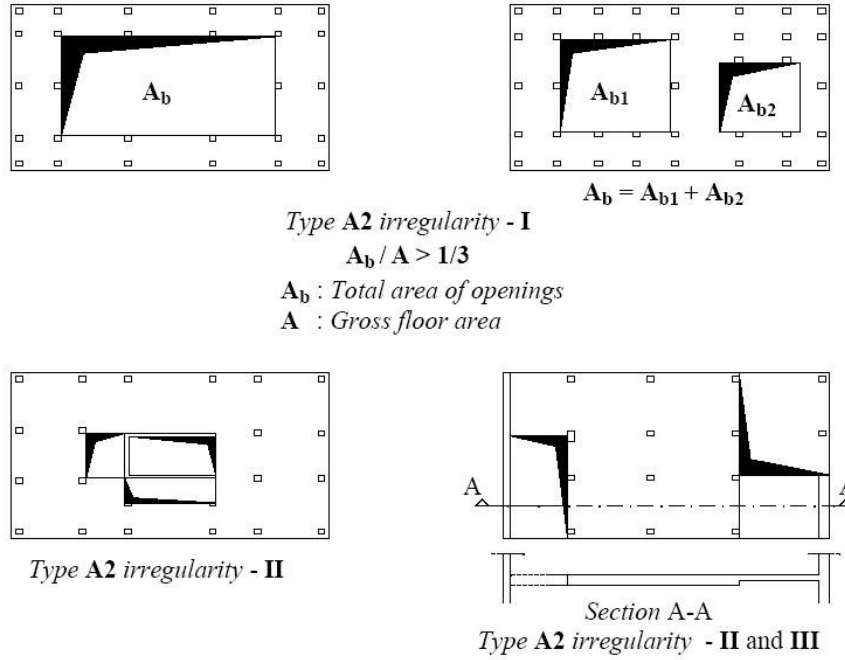 A_b
A_b1
A_b2
A_b = A_b1 + A_b2
Type A2 irregularity - I
A_b / A > 1/3
A_b : Total area of openings
A : Gross floor area
Type A2 irregularity - II
A
A
Section A-A
Type A2 irregularity - II and III